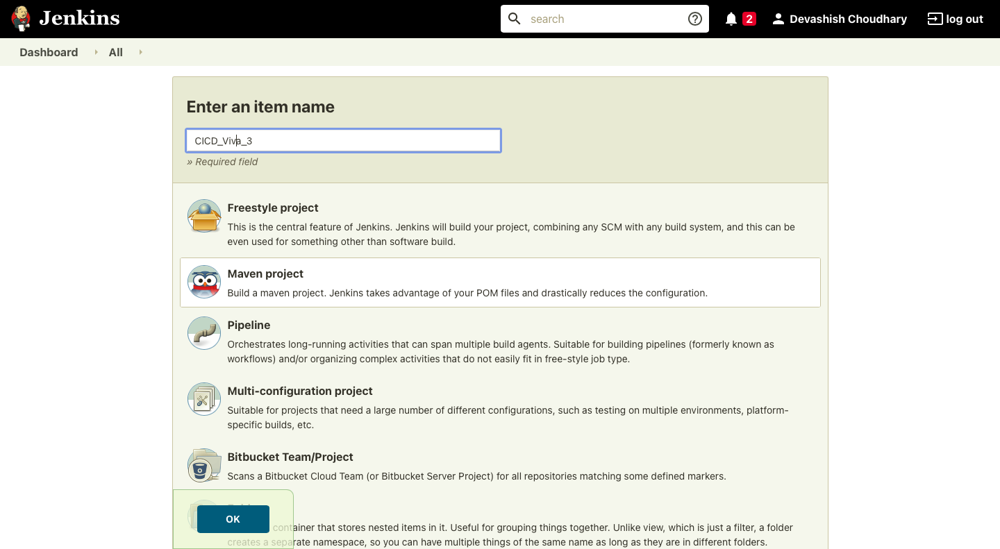 Jenkins
search
2
Devashish Choudhary
log out
Dashboard
All
Enter an item name
CICD_Viva_3
» Required field
Freestyle project
This is the central feature of Jenkins. Jenkins will build your project, combining any SCM with any build system, and this can be
even used for something other than software build.
Maven project
Build a maven project. Jenkins takes advantage of your POM files and drastically reduces the configuration.
Pipeline
Orchestrates long-running activities that can span multiple build agents. Suitable for building pipelines (formerly known as
workflows) and/or organizing complex activities that do not easily fit in free-style job type.
Multi-configuration project
Suitable for projects that need a large number of different configurations, such as testing on multiple environments, platform-
specific builds, etc.
Bitbucket Team/Project
Scans a Bitbucket Cloud Team (or Bitbucket Server Project) for all repositories matching some defined markers.
OK
container that stores nested items in it. Useful for grouping things together. Unlike view, which is just a filter, a folder
creates a separate namespace, so you can have multiple things of the same name as long as they are in different folders.